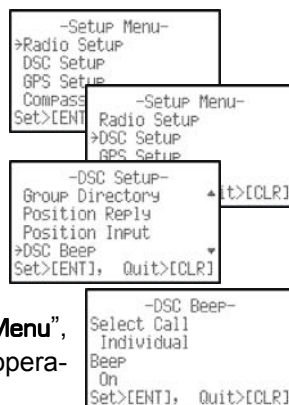 -Setup Menu-
→Radio Setup
DSC Setup
GPS Setup
Compass
Set>[ENT
-Setup Menu-
Radio Setup
→DSC Setup
GPS Setup
it>[CLR]
-DSC Setup-
Group Directory ▲
Position Reply
Position Input
→DSC Beep ▼
Set>[ENT], Quit>[CLR]
Menu",
opera-
-DSC Beep-
Select Call
Individual
Beep
On
Set>[ENT], Quit>[CLR]